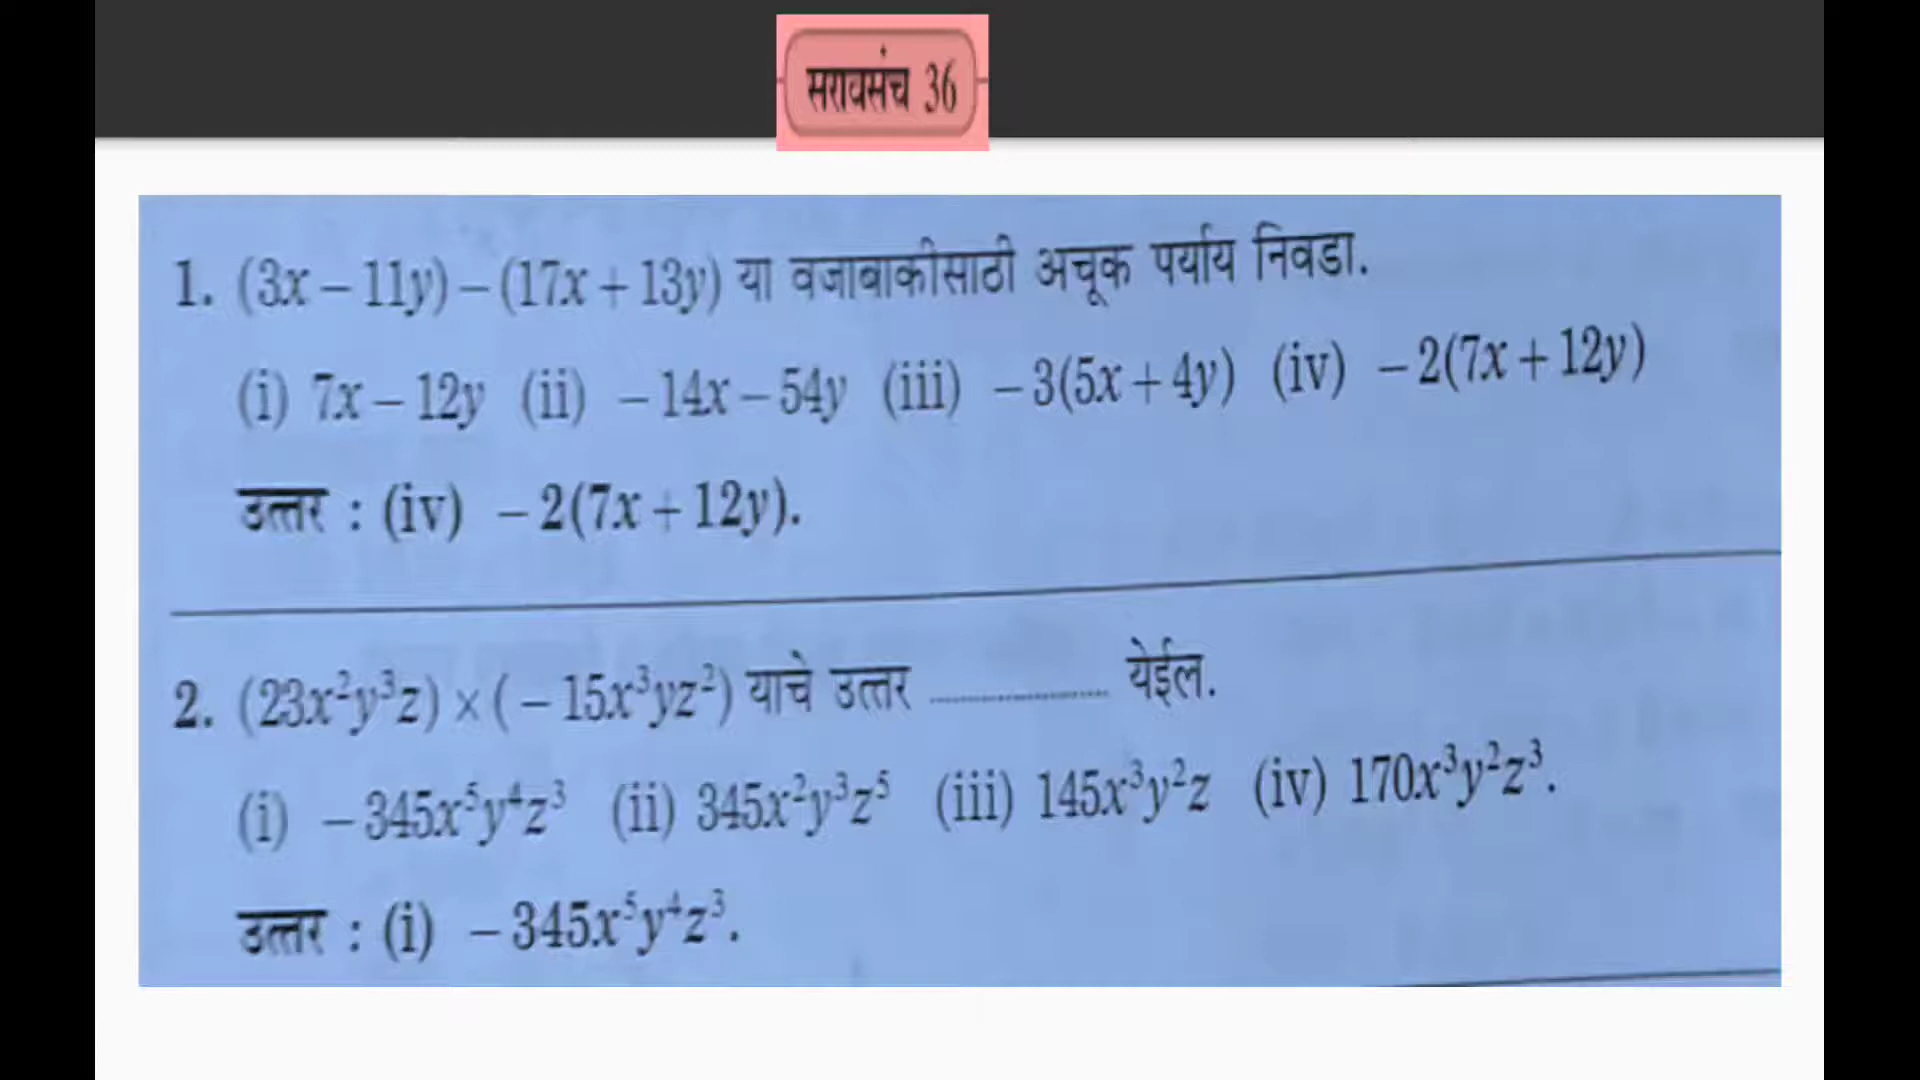 सरावसंच 36
1. (3x – 11y) – (17x + 13y) या वजाबाकीसाठी अचूक पर्याय निवडा.
(i) 7x – 12y (ii) – 14x – 54y (iii) – 3(5x + 4y) (iv) – 2(7x + 12y)
उत्तर : (iv) – 2(7x + 12y).
2. (23x²y³z) × ( – 15x³yz²) याचे उत्तर .................. येईल.
(i) – 345x⁵y⁴z³ (ii) 345x²y³z⁵ (iii) 145x³y²z (iv) 170x³y²z³.
उत्तर : (i) – 345x⁵y⁴z³.